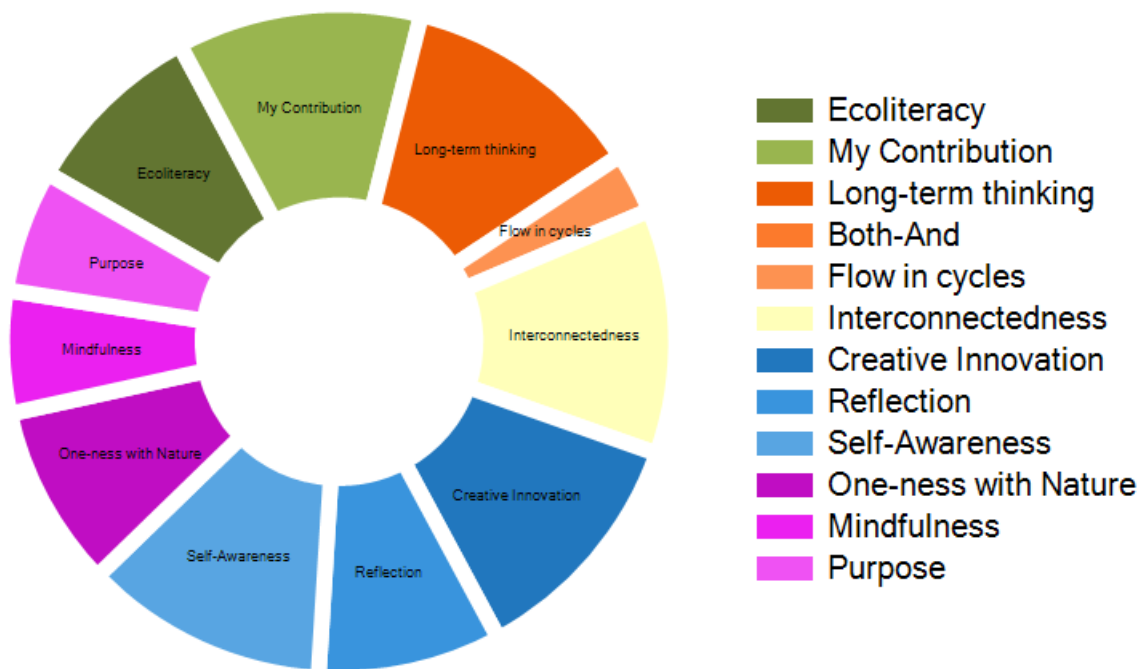 My Contribution
Long-term thinking
Ecoliteracy
Flow in cycles
Purpose
Interconnectedness
Mindfulness
One-ness with Nature
Creative Innovation
Self-Awareness
Reflection
Ecoliteracy
My Contribution
Long-term thinking
Both-And
Flow in cycles
Interconnectedness
Creative Innovation
Reflection
Self-Awareness
One-ness with Nature
Mindfulness
Purpose